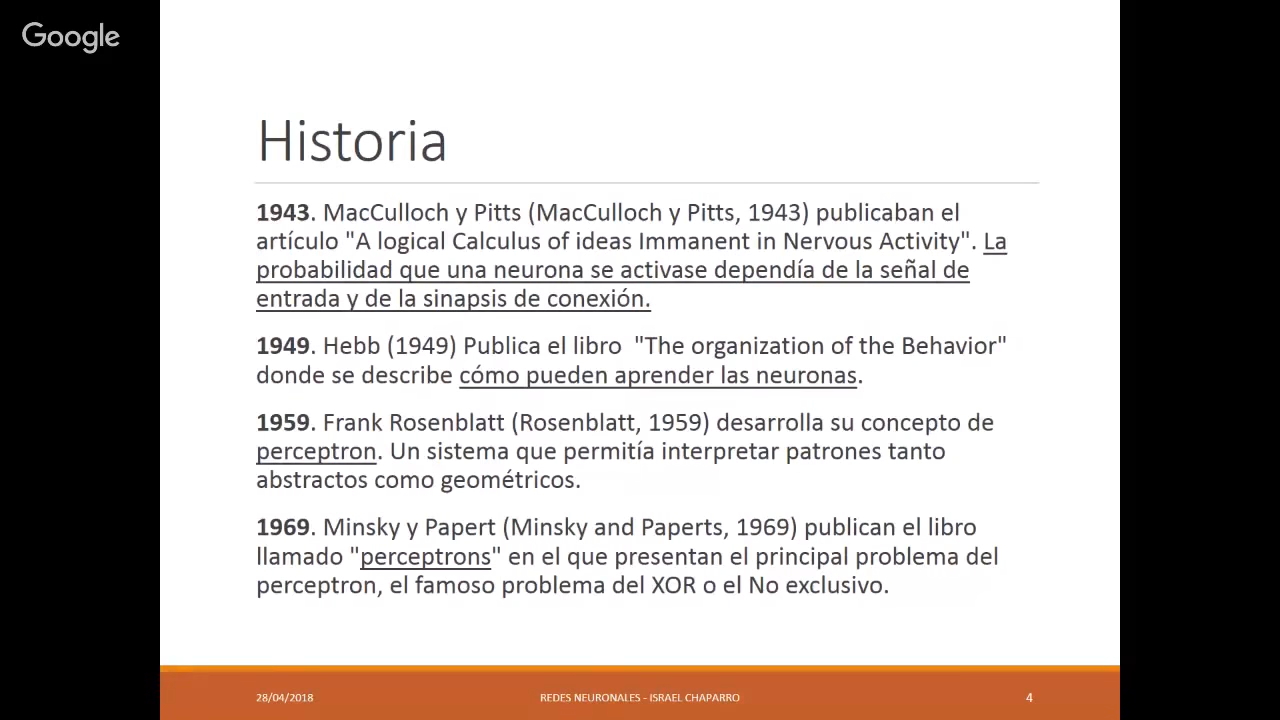 Google
Historia
1943. MacCulloch y Pitts (MacCulloch y Pitts, 1943) publicaban el
artículo "A logical Calculus of ideas Immanent in Nervous Activity". La
probabilidad que una neurona se activase dependía de la señal de
entrada y de la sinapsis de conexión.
1949. Hebb (1949) Publica el libro "The organization of the Behavior"
donde se describe cómo pueden aprender las neuronas.
1959. Frank Rosenblatt (Rosenblatt, 1959) desarrolla su concepto de
perceptron. Un sistema que permitía interpretar patrones tanto
abstractos como geométricos.
1969. Minsky y Papert (Minsky and Paperts, 1969) publican el libro
llamado "perceptrons" en el que presentan el principal problema del
perceptron, el famoso problema del XOR o el No exclusivo.
28/04/2018
REDES NEURONALES - ISRAEL CHAPARRO
4